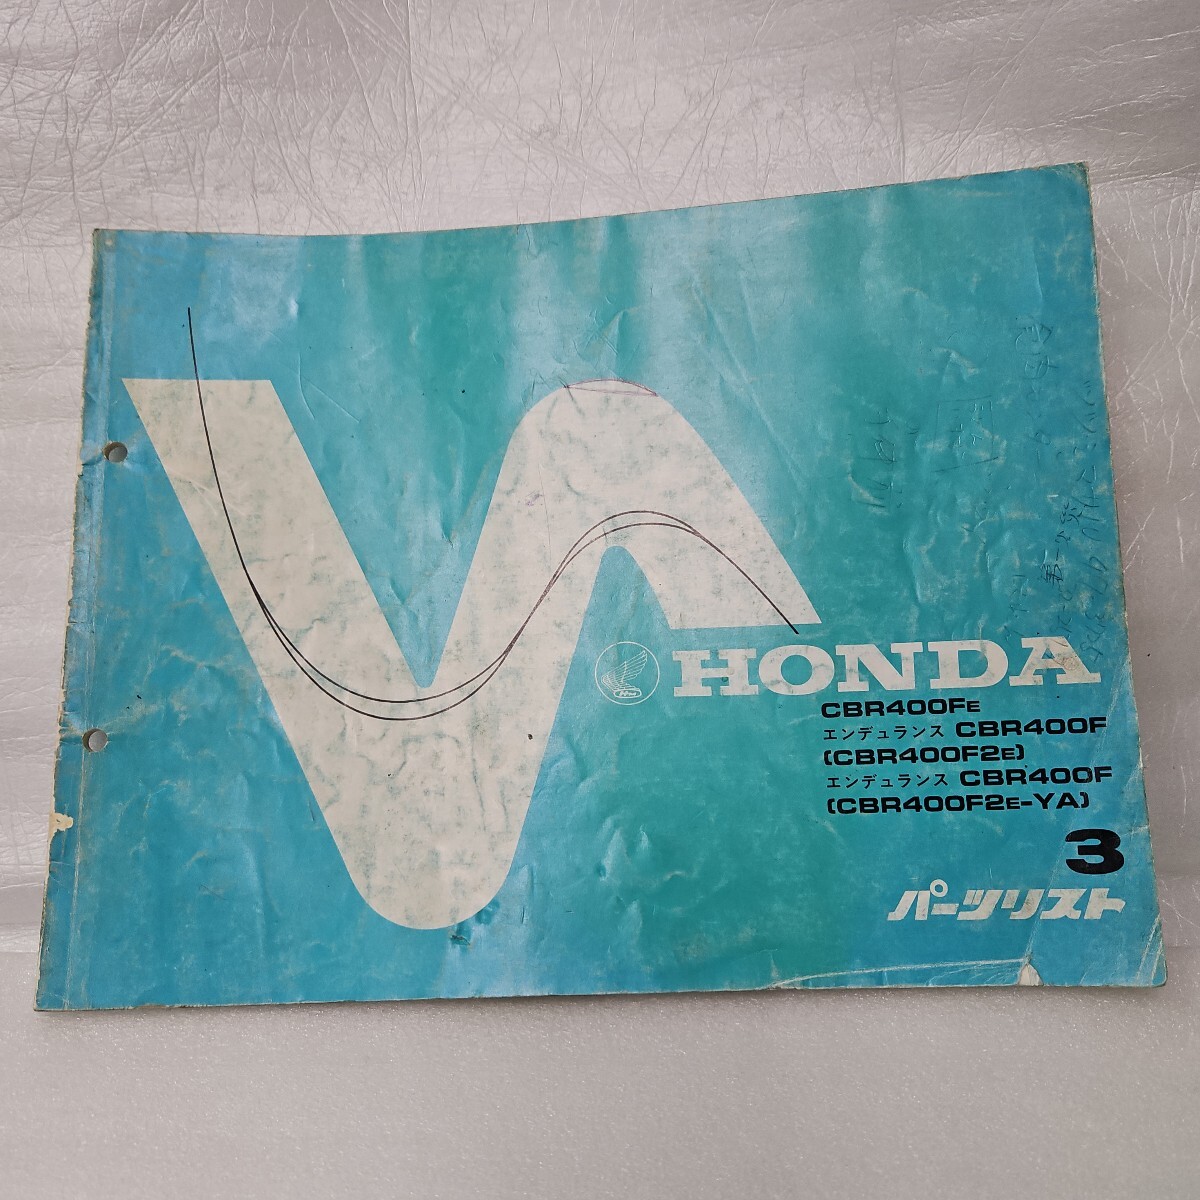 HONDA
CBR400FE
エンデュランス CBR400F
(CBR400F2E)
エンデュランス CBR400F
(CBR400F2E-YA)
3
パーツリスト